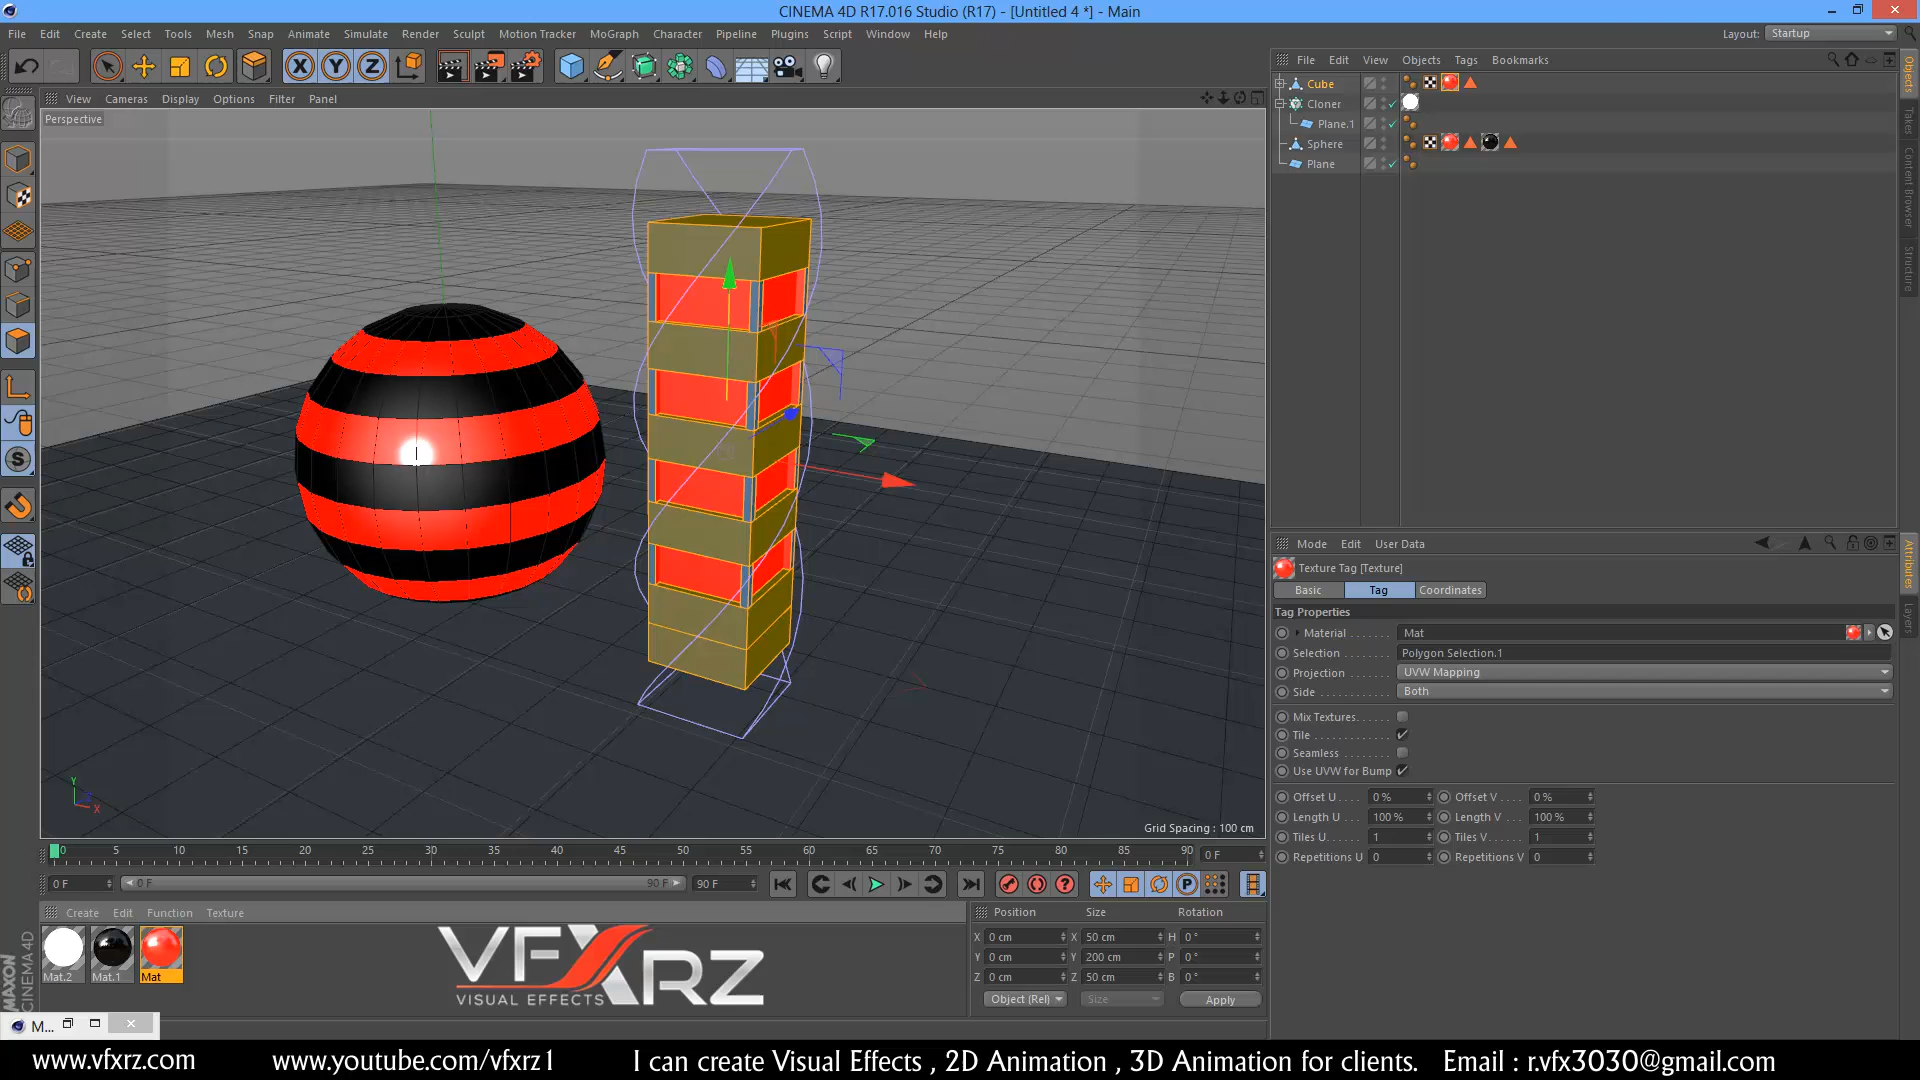 CINEMA 4D R17.016 Studio (R17) - [Untitled 4 *] - Main
File Edit Create Select Tools Mesh Snap Animate Simulate Render Sculpt Motion Tracker MoGraph Character Pipeline Plugins Script Window Help
Layout: Startup
View Cameras Display Options Filter Panel
Perspective
Grid Spacing : 100 cm
File Edit View Objects Tags Bookmarks
Cube
Cloner
Plane.1
Sphere
Plane
Objects
Takes
Content Browser
Structure
Mode Edit User Data
Texture Tag [Texture]
Basic Tag Coordinates
Tag Properties
Material . . . . . . . Mat
Selection . . . . . . . . Polygon Selection.1
Projection . . . . . . . UVW Mapping
Side . . . . . . . . . . . . Both
Mix Textures. . . . . .
Tile . . . . . . . . . . . . .
Seamless . . . . . . . .
Use UVW for Bump
Offset U . . . . 0 % Offset V . . . . 0 %
Length U . . . 100 % Length V . . . 100 %
Tiles U. . . . . 1 Tiles V. . . . . 1
Repetitions U 0 Repetitions V 0
Attributes
Layers
0 5 10 15 20 25 30 35 40 45 50 55 60 65 70 75 80 85 90
0 F
0 F 0 F 90 F 90 F
Create Edit Function Texture
Mat.2 Mat.1 Mat
MAXON
CINEMA 4D
VFXRZ
VISUAL EFFECTS
Position Size Rotation
X 0 cm X 50 cm H 0 °
Y 0 cm Y 200 cm P 0 °
Z 0 cm Z 50 cm B 0 °
Object (Rel) Size Apply
M...
Y
X
www.vfxrz.com www.youtube.com/vfxrz1 I can create Visual Effects , 2D Animation , 3D Animation for clients. Email : r.vfx3030@gmail.com